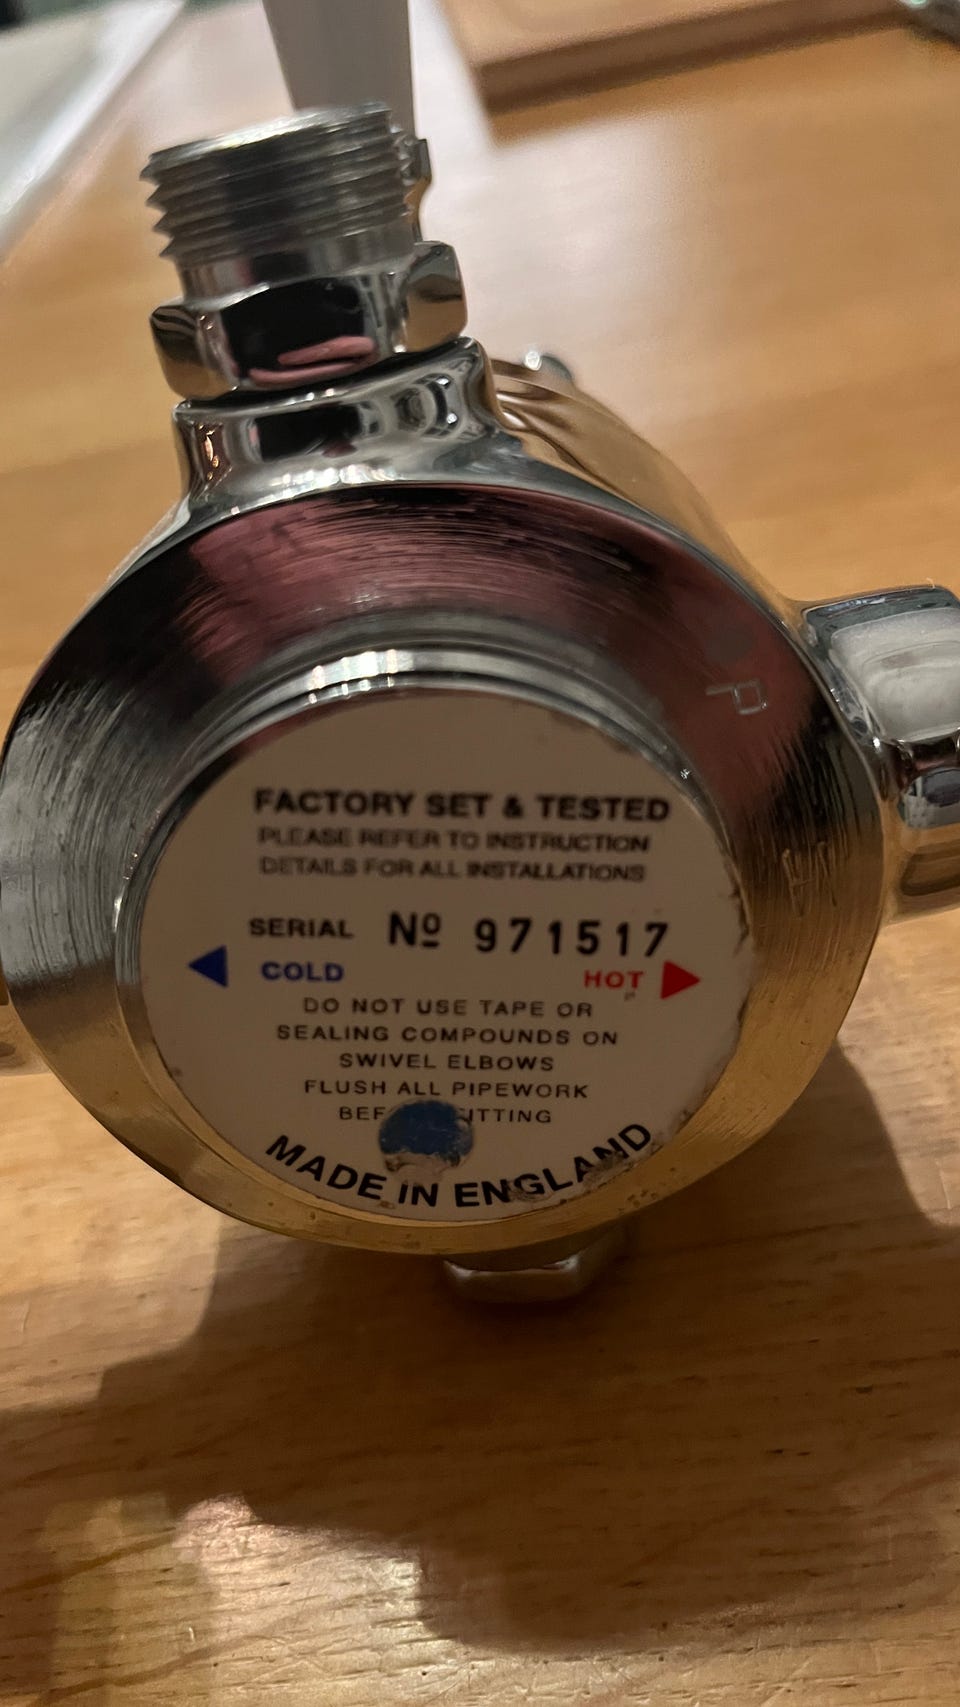 P
FACTORY SET & TESTED
PLEASE REFER TO INSTRUCTION
DETAILS FOR ALL INSTALLATIONS
SERIAL Nº 971517
COLD HOT
DO NOT USE TAPE OR
SEALING COMPOUNDS ON
SWIVEL ELBOWS
FLUSH ALL PIPEWORK
MADE IN ENGLAND